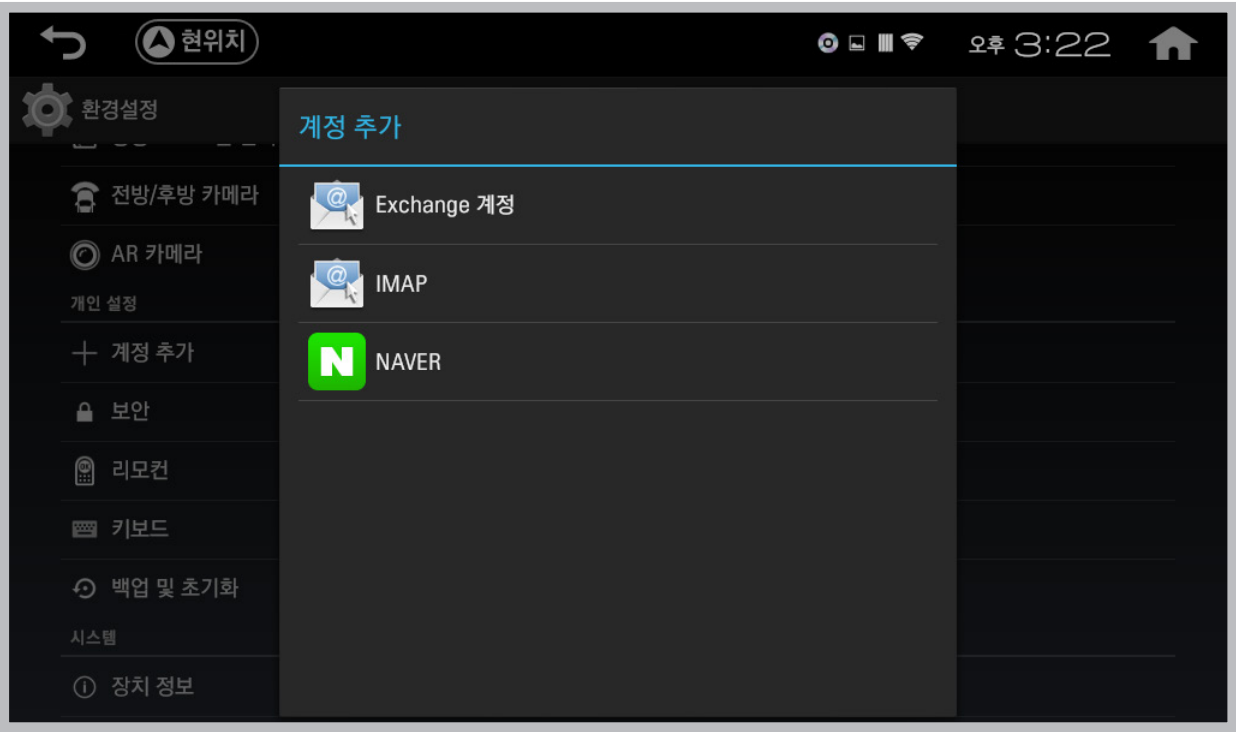 현위치
오후 3:22
환경설정
계정 추가
전방/후방 카메라
Exchange 계정
AR 카메라
IMAP
개인 설정
계정 추가
NAVER
보안
리모컨
키보드
백업 및 초기화
시스템
장치 정보